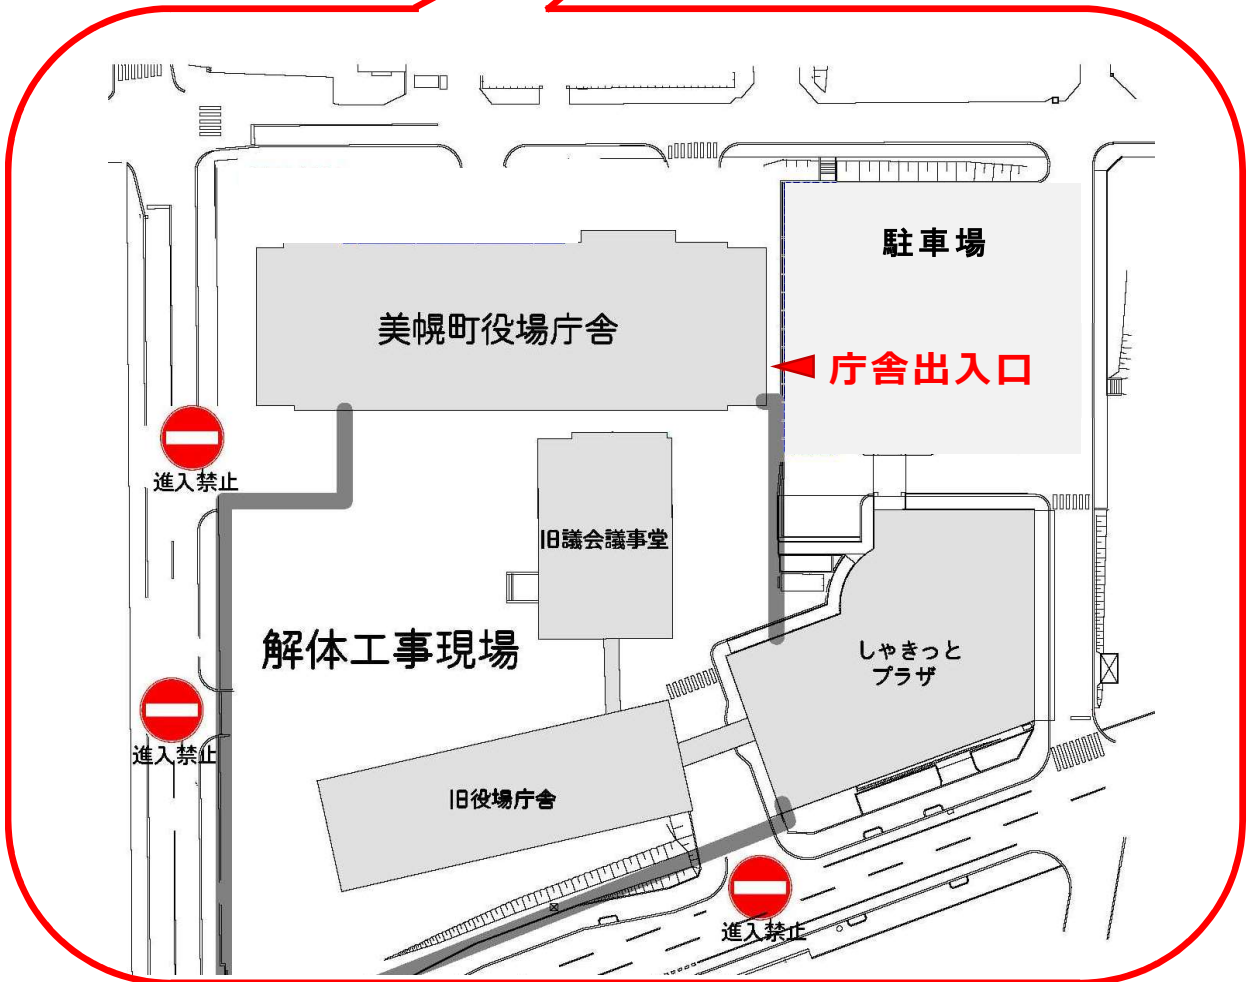 駐車場
美幌町役場庁舎
庁舎出入口
進入禁止
旧議会議事堂
解体工事現場
しゃきっと
プラザ
進入禁止
旧役場庁舎
進入禁止